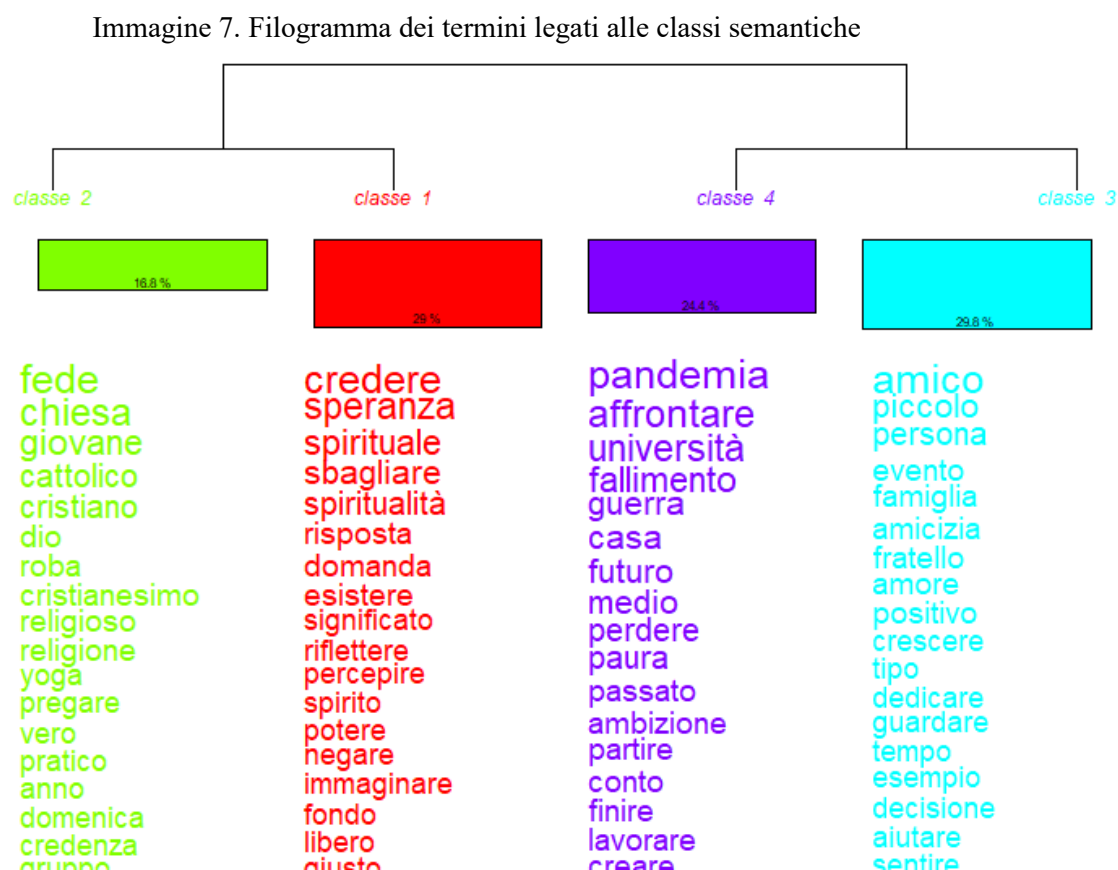 Immagine 7. Filogramma dei termini legati alle classi semantiche
classe 2
classe 1
classe 4
classe 3
16.8 %
29 %
24.4 %
29.8 %
fede
chiesa
giovane
cattolico
cristiano
dio
roba
cristianesimo
religioso
religione
yoga
pregare
vero
pratico
anno
domenica
credenza
gruppo
credere
speranza
spirituale
sbagliare
spiritualità
risposta
domanda
esistere
significato
riflettere
percepire
spirito
potere
negare
immaginare
fondo
libero
giusto
pandemia
affrontare
università
fallimento
guerra
casa
futuro
medio
perdere
paura
passato
ambizione
partire
conto
finire
lavorare
creare
amico
piccolo
persona
evento
famiglia
amicizia
fratello
amore
positivo
crescere
tipo
dedicare
guardare
tempo
esempio
decisione
aiutare
sentire